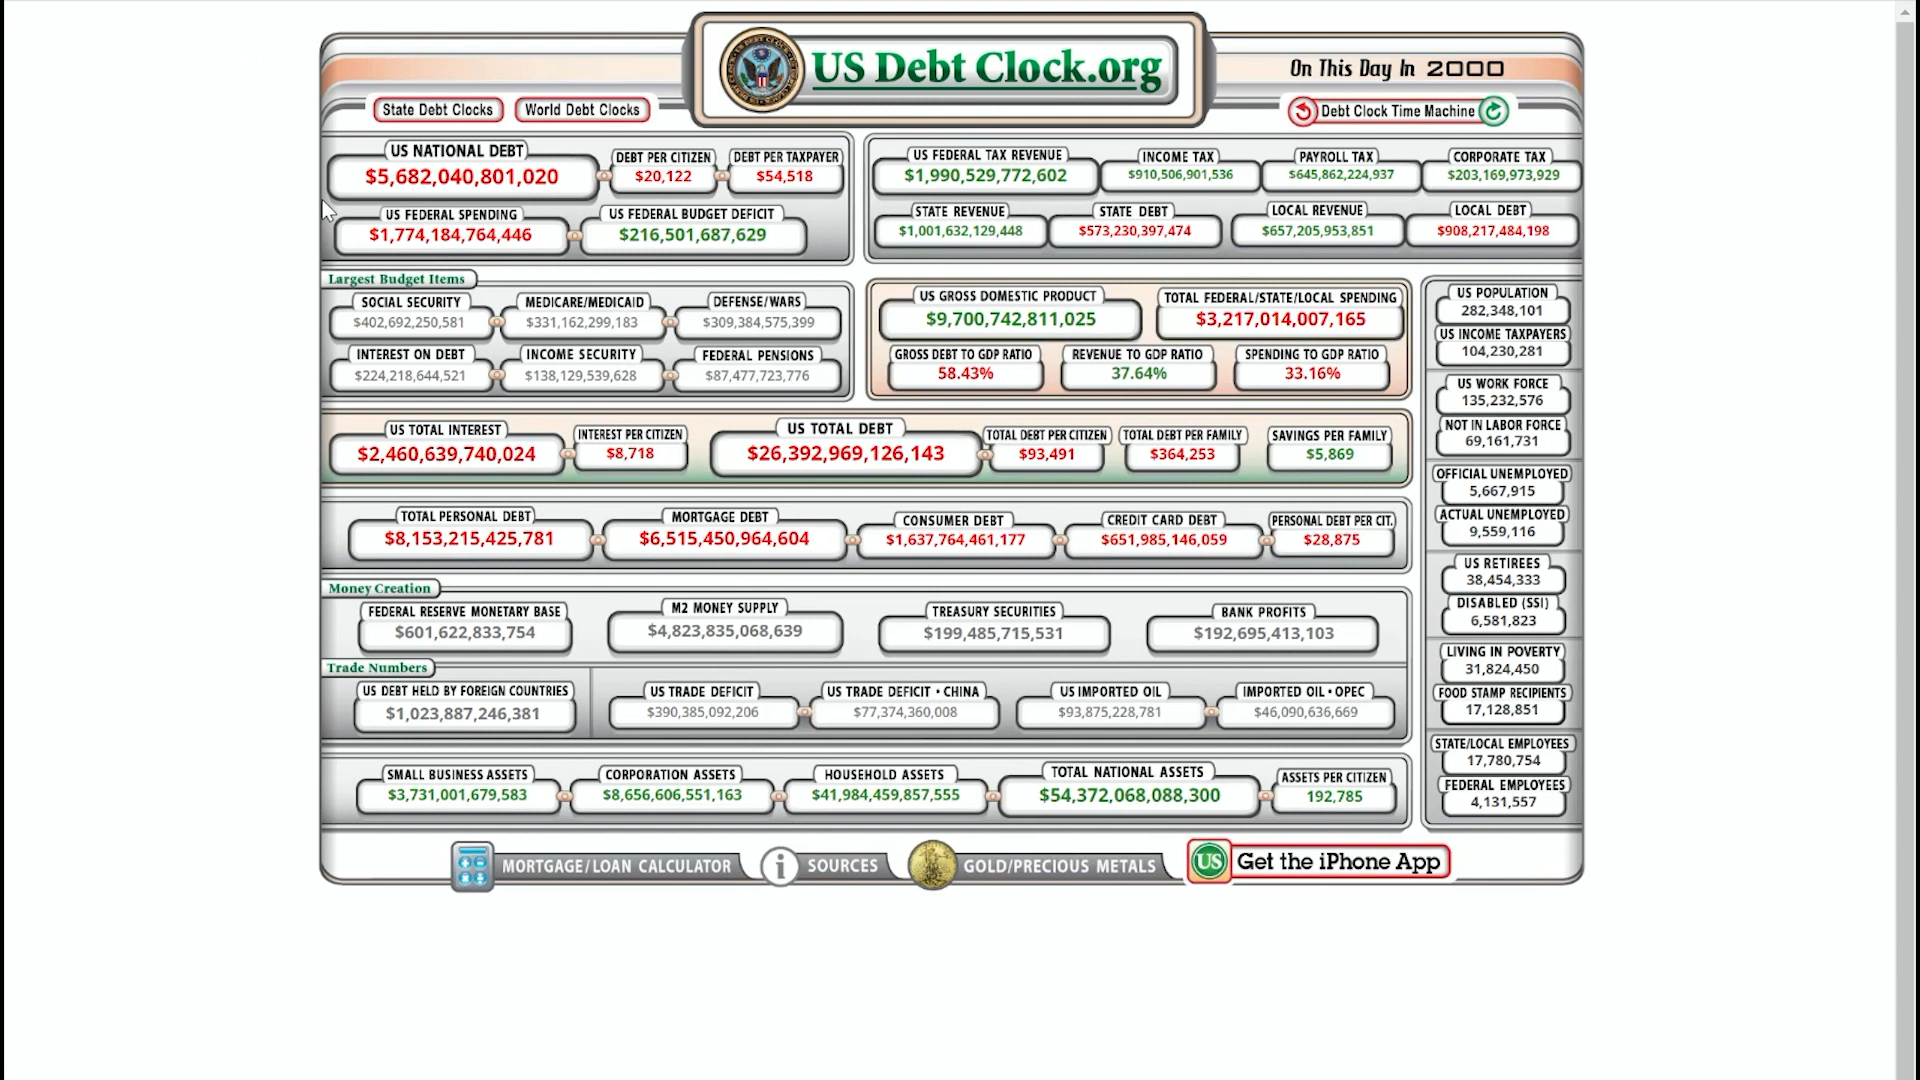 US Debt Clock.org
On This Day In 2000
State Debt Clocks
World Debt Clocks
Debt Clock Time Machine
US NATIONAL DEBT
$5,682,040,801,020
DEBT PER CITIZEN
$20,122
DEBT PER TAXPAYER
$54,518
US FEDERAL SPENDING
$1,774,184,764,446
US FEDERAL BUDGET DEFICIT
$216,501,687,629
US FEDERAL TAX REVENUE
$1,990,529,772,602
INCOME TAX
$910,506,901,536
PAYROLL TAX
$645,862,224,937
CORPORATE TAX
$203,169,973,929
STATE REVENUE
$1,001,632,129,448
STATE DEBT
$573,230,397,474
LOCAL REVENUE
$657,205,953,851
LOCAL DEBT
$908,217,484,198
Largest Budget Items
SOCIAL SECURITY
$402,692,250,581
MEDICARE/MEDICAID
$331,162,299,183
DEFENSE/WARS
$309,384,575,399
INTEREST ON DEBT
$224,218,644,521
INCOME SECURITY
$138,129,539,628
FEDERAL PENSIONS
$87,477,723,776
US GROSS DOMESTIC PRODUCT
$9,700,742,811,025
TOTAL FEDERAL/STATE/LOCAL SPENDING
$3,217,014,007,165
GROSS DEBT TO GDP RATIO
58.43%
REVENUE TO GDP RATIO
37.64%
SPENDING TO GDP RATIO
33.16%
US TOTAL INTEREST
$2,460,639,740,024
INTEREST PER CITIZEN
$8,718
US TOTAL DEBT
$26,392,969,126,143
TOTAL DEBT PER CITIZEN
$93,491
TOTAL DEBT PER FAMILY
$364,253
SAVINGS PER FAMILY
$5,869
TOTAL PERSONAL DEBT
$8,153,215,425,781
MORTGAGE DEBT
$6,515,450,964,604
CONSUMER DEBT
$1,637,764,461,177
CREDIT CARD DEBT
$651,985,146,059
PERSONAL DEBT PER CIT.
$28,875
Money Creation
FEDERAL RESERVE MONETARY BASE
$601,622,833,754
M2 MONEY SUPPLY
$4,823,835,068,639
TREASURY SECURITIES
$199,485,715,531
BANK PROFITS
$192,695,413,103
Trade Numbers
US DEBT HELD BY FOREIGN COUNTRIES
$1,023,887,246,381
US TRADE DEFICIT
$390,385,092,206
US TRADE DEFICIT • CHINA
$77,374,360,008
US IMPORTED OIL
$93,875,228,781
IMPORTED OIL • OPEC
$46,090,636,669
SMALL BUSINESS ASSETS
$3,731,001,679,583
CORPORATION ASSETS
$8,656,606,551,163
HOUSEHOLD ASSETS
$41,984,459,857,555
TOTAL NATIONAL ASSETS
$54,372,068,088,300
ASSETS PER CITIZEN
192,785
US POPULATION
282,348,101
US INCOME TAXPAYERS
104,230,281
US WORK FORCE
135,232,576
NOT IN LABOR FORCE
69,161,731
OFFICIAL UNEMPLOYED
5,667,915
ACTUAL UNEMPLOYED
9,559,116
US RETIREES
38,454,333
DISABLED (SSI)
6,581,823
LIVING IN POVERTY
31,824,450
FOOD STAMP RECIPIENTS
17,128,851
STATE/LOCAL EMPLOYEES
17,780,754
FEDERAL EMPLOYEES
4,131,557
MORTGAGE/LOAN CALCULATOR
i SOURCES
GOLD/PRECIOUS METALS
US Get the iPhone App